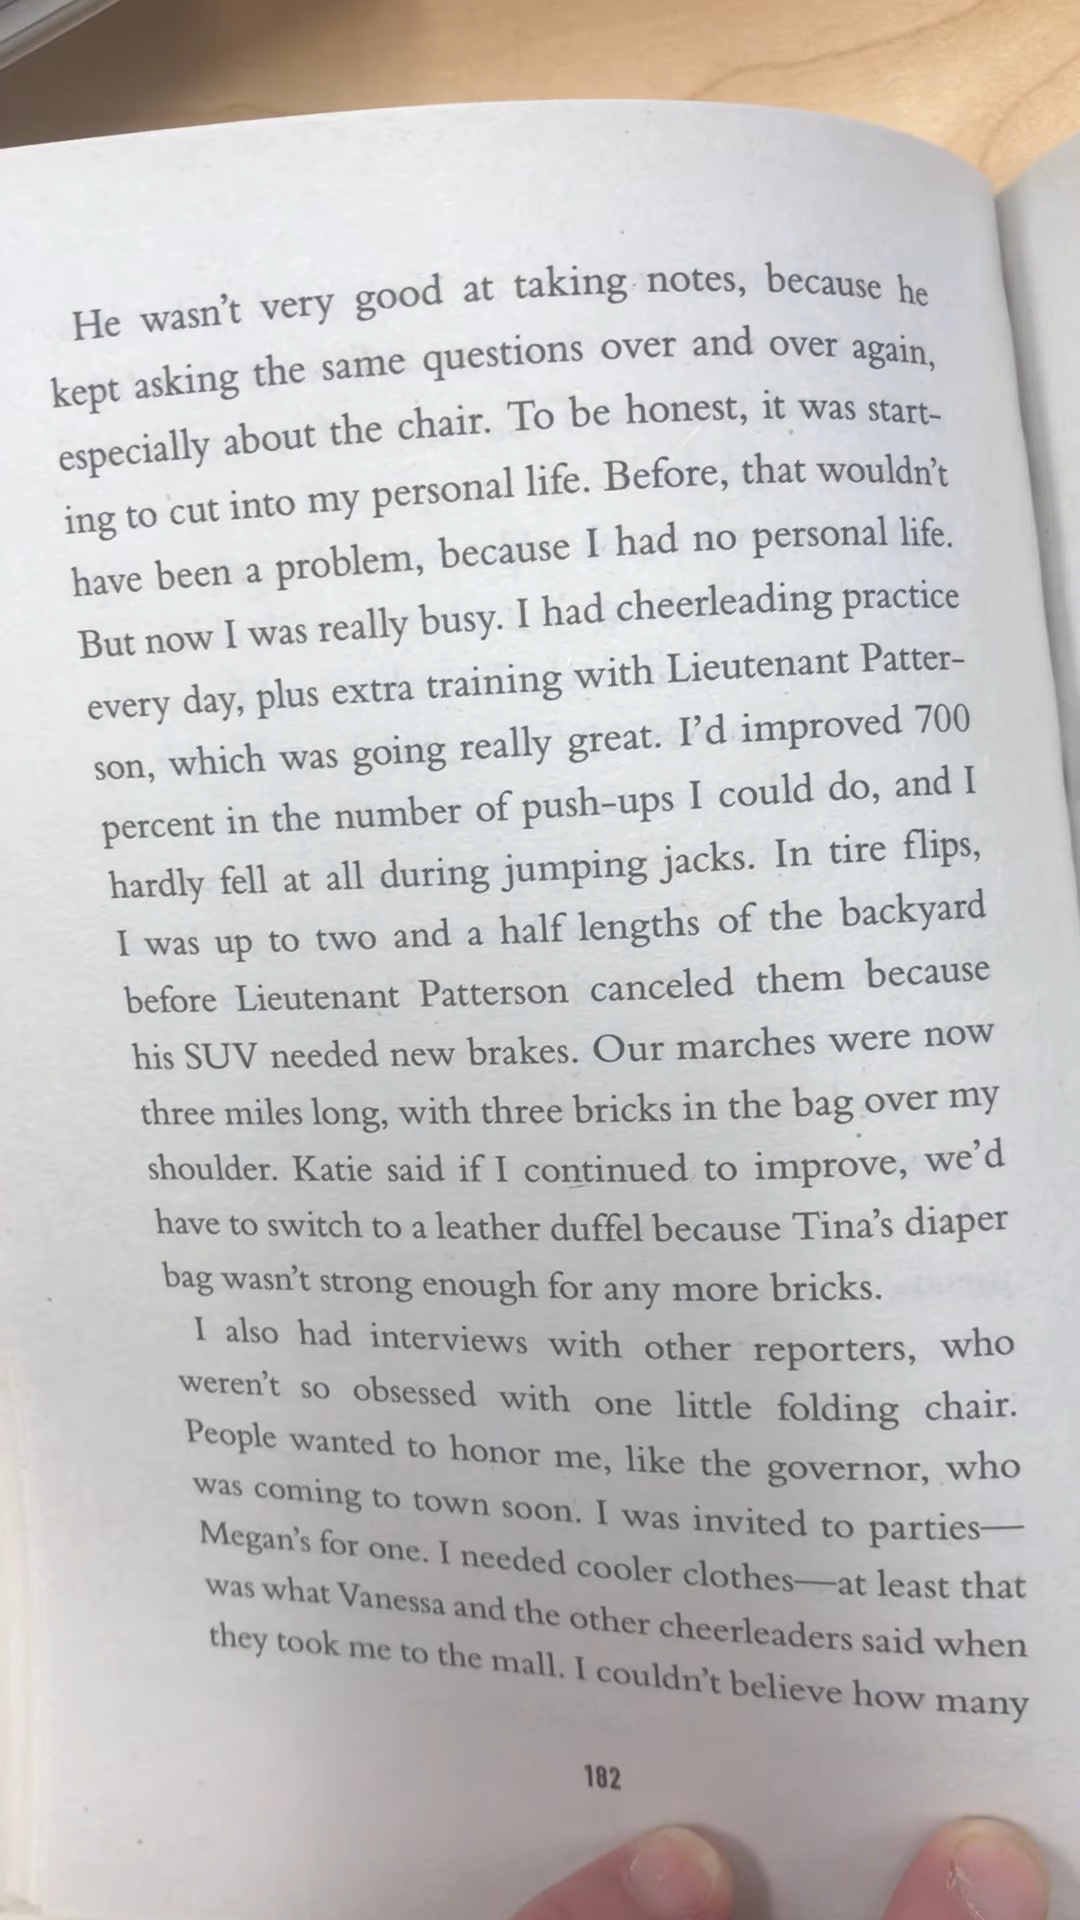 He wasn't very good at taking notes, because he
kept asking the same questions over and over again,
especially about the chair. To be honest, it was start-
ing to cut into my personal life. Before, that wouldn't
have been a problem, because I had no personal life.
But now I was really busy. I had cheerleading practice
every day, plus extra training with Lieutenant Patter-
son, which was going really great. I'd improved 700
percent in the number of push-ups I could do, and I
hardly fell at all during jumping jacks. In tire flips,
I was up to two and a half lengths of the backyard
before Lieutenant Patterson canceled them because
his SUV needed new brakes. Our marches were now
three miles long, with three bricks in the bag over my
shoulder. Katie said if I continued to improve, we'd
have to switch to a leather duffel because Tina's diaper
bag wasn't strong enough for any more bricks.
I also had interviews with other reporters, who
weren't so obsessed with one little folding chair.
People wanted to honor me, like the governor, who
was coming to town soon. I was invited to parties—
Megan's for one. I needed cooler clothes—at least that
was what Vanessa and the other cheerleaders said when
they took me to the mall. I couldn't believe how many
182